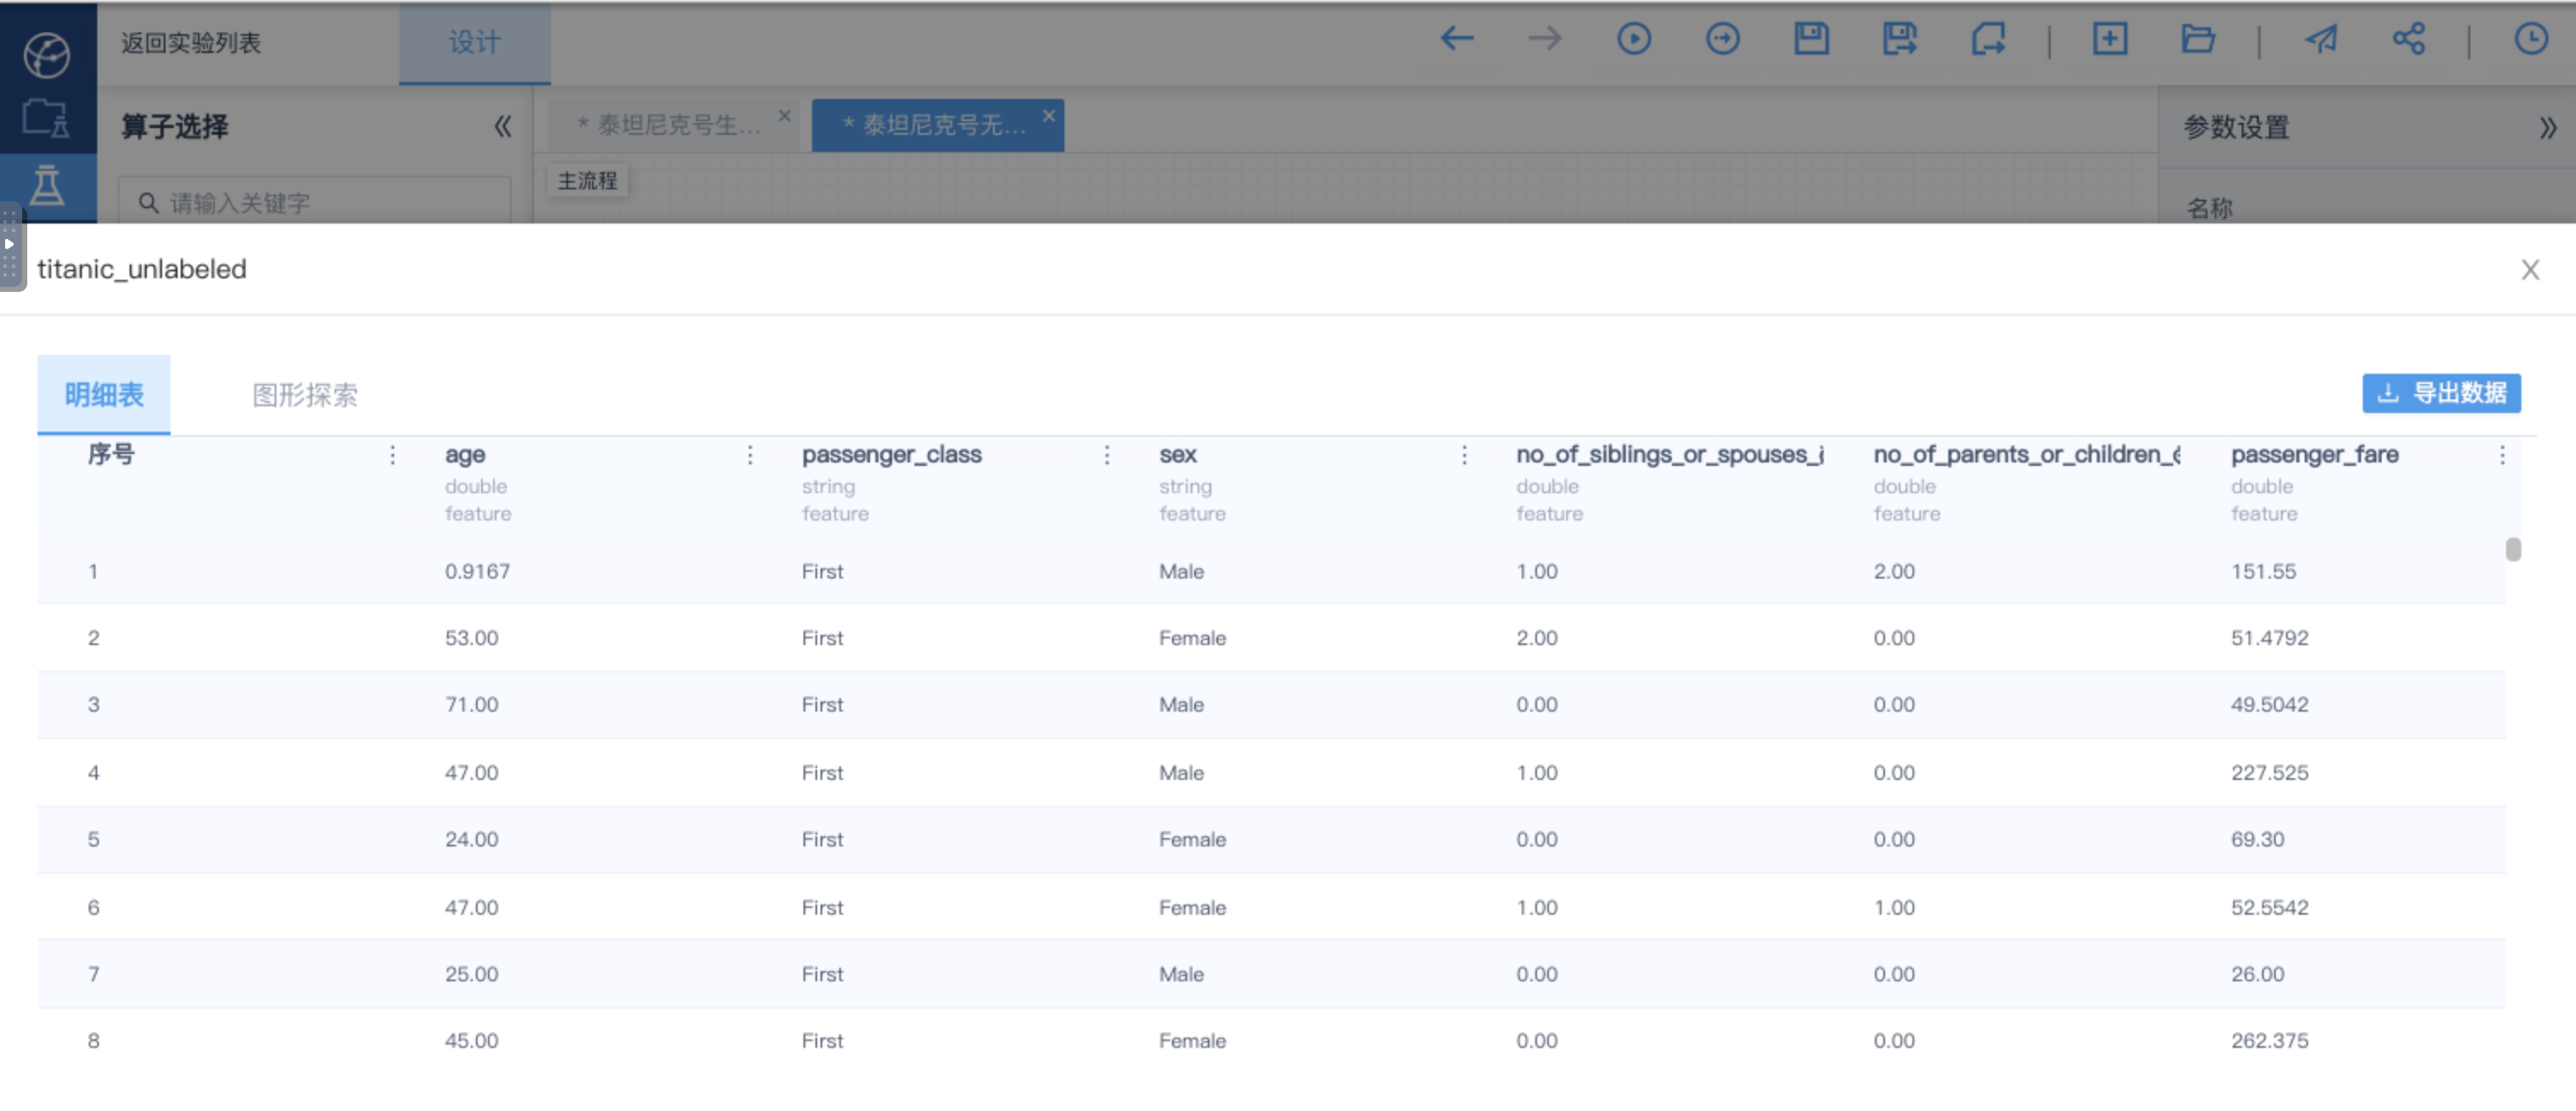 返回实验列表 设计
算子选择 * 泰坦尼克号生... * 泰坦尼克号无... 参数设置
主流程
请输入关键字 名称
titanic_unlabeled
明细表 图形探索 导出数据
序号 age passenger_class sex no_of_siblings_or_spouses_ no_of_parents_or_children_ passenger_fare
double string string double double double
feature feature feature feature feature feature
1 0.9167 First Male 1.00 2.00 151.55
2 53.00 First Female 2.00 0.00 51.4792
3 71.00 First Male 0.00 0.00 49.5042
4 47.00 First Male 1.00 0.00 227.525
5 24.00 First Female 0.00 0.00 69.30
6 47.00 First Female 1.00 1.00 52.5542
7 25.00 First Male 0.00 0.00 26.00
8 45.00 First Female 0.00 0.00 262.375